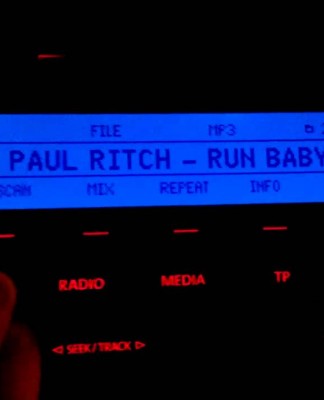 FILE MP3
PAUL RITCH - RUN BABY
SCAN MIX REPEAT INFO
RADIO MEDIA TP
◁ SEEK/TRACK ▷